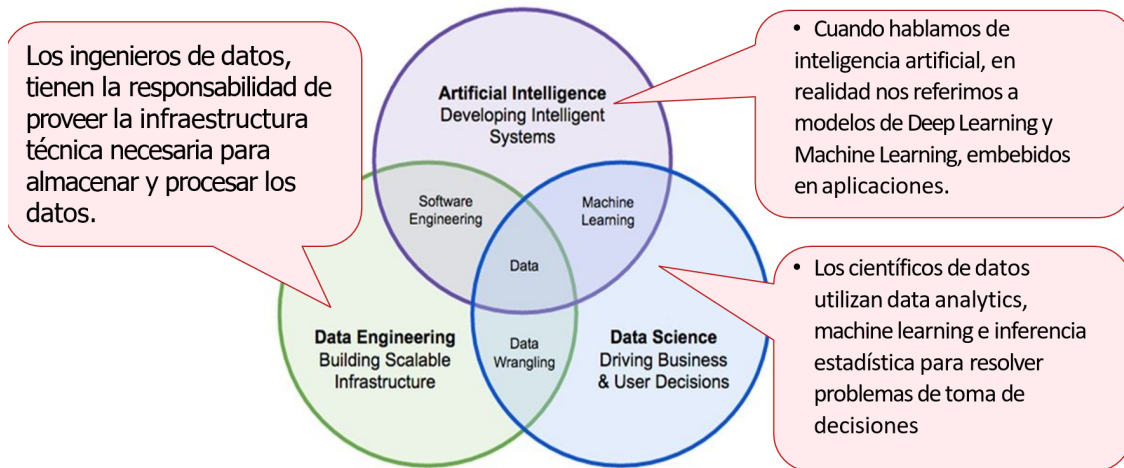 Los ingenieros de datos,
tienen la responsabilidad de
proveer la infraestructura
técnica necesaria para
almacenar y procesar los
datos.
Artificial Intelligence
Developing Intelligent
Systems
Software
Engineering
Machine
Learning
Data
Data Engineering
Building Scalable
Infrastructure
Data
Wrangling
Data Science
Driving Business
& User Decisions
• Cuando hablamos de
inteligencia artificial, en
realidad nos referimos a
modelos de Deep Learning y
Machine Learning, embebidos
en aplicaciones.
• Los científicos de datos
utilizan data analytics,
machine learning e inferencia
estadística para resolver
problemas de toma de
decisiones